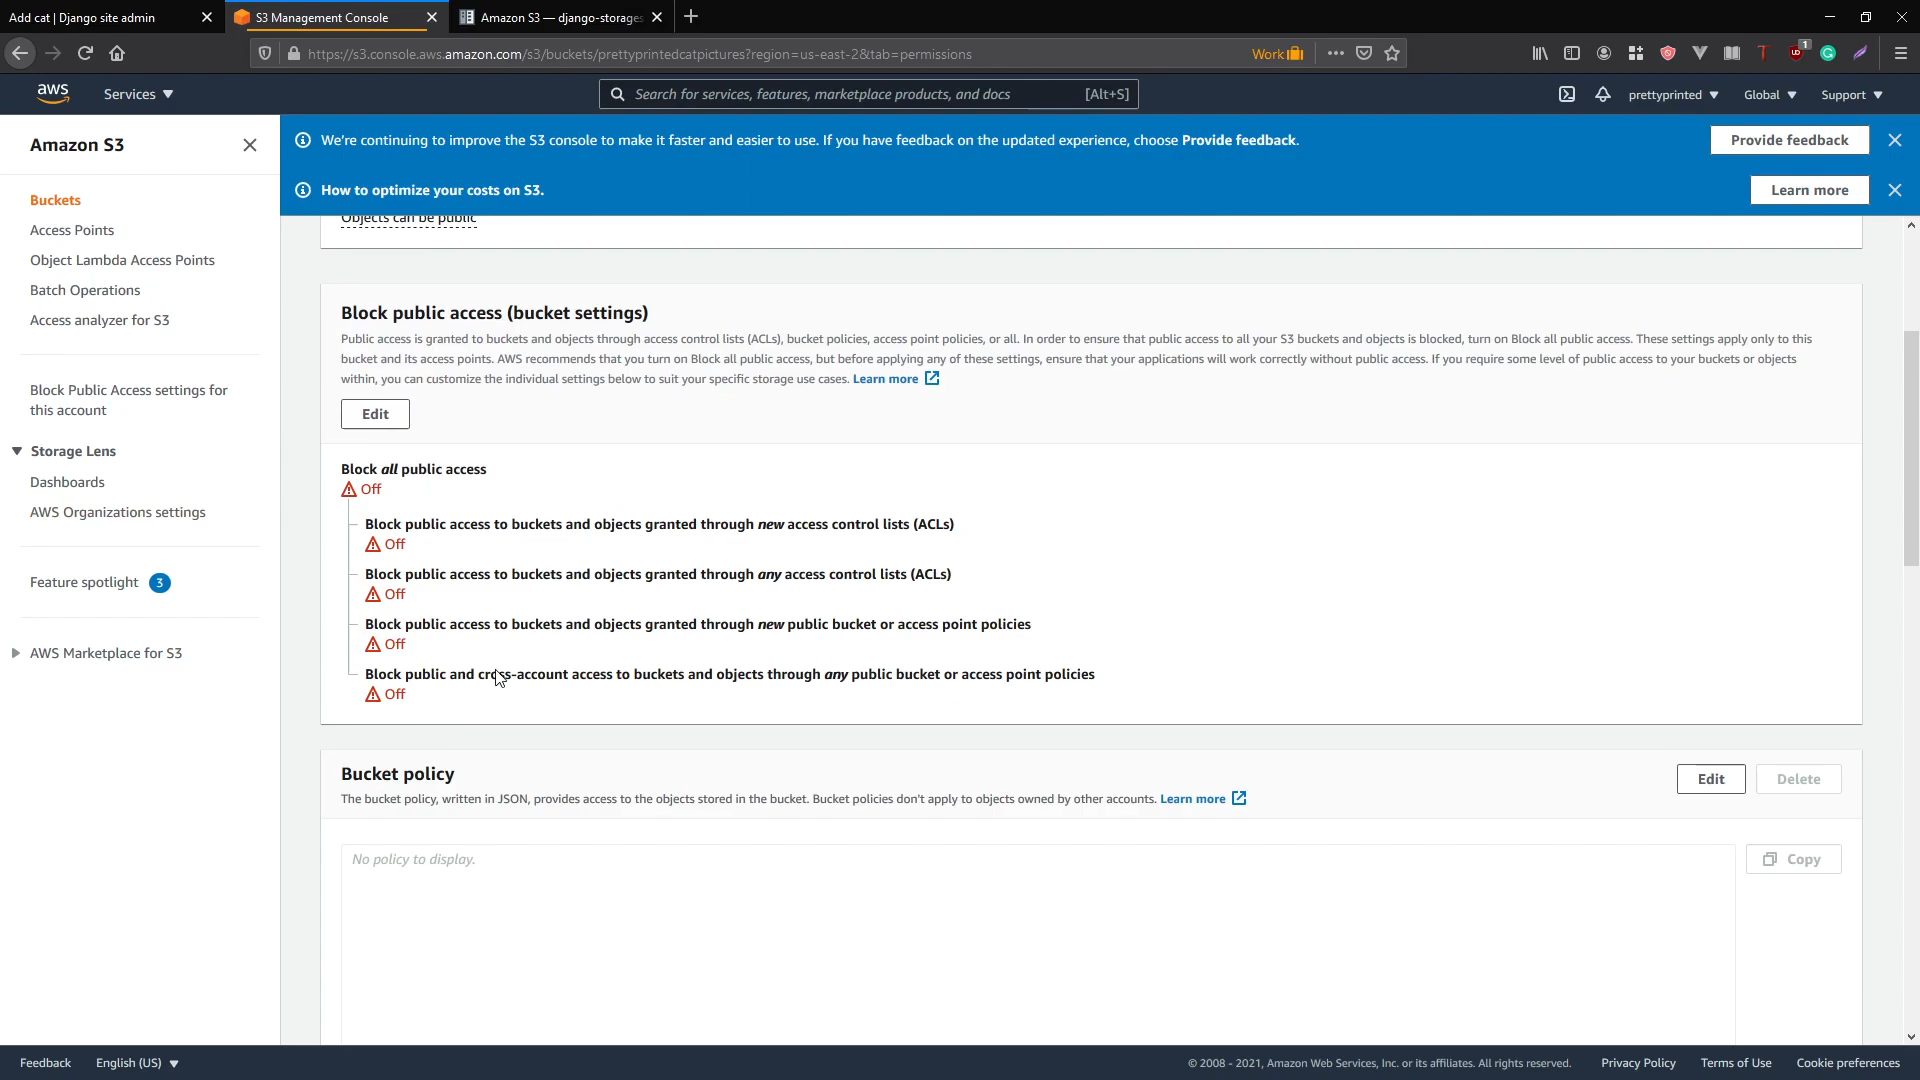 Add cat | Django site admin
S3 Management Console
Amazon S3 — django-storages
https://s3.console.aws.amazon.com/s3/buckets/prettyprintedcatpictures?region=us-east-2&tab=permissions
Work
1
aws
Services
Search for services, features, marketplace products, and docs
[Alt+S]
prettyprinted
Global
Support
Amazon S3
Buckets
Access Points
Object Lambda Access Points
Batch Operations
Access analyzer for S3
Block Public Access settings for
this account
Storage Lens
Dashboards
AWS Organizations settings
Feature spotlight 3
AWS Marketplace for S3
We're continuing to improve the S3 console to make it faster and easier to use. If you have feedback on the updated experience, choose Provide feedback.
Provide feedback
How to optimize your costs on S3.
Learn more
Objects can be public
Block public access (bucket settings)
Public access is granted to buckets and objects through access control lists (ACLs), bucket policies, access point policies, or all. In order to ensure that public access to all your S3 buckets and objects is blocked, turn on Block all public access. These settings apply only to this
bucket and its access points. AWS recommends that you turn on Block all public access, but before applying any of these settings, ensure that your applications will work correctly without public access. If you require some level of public access to your buckets or objects
within, you can customize the individual settings below to suit your specific storage use cases. Learn more
Edit
Block all public access
Off
Block public access to buckets and objects granted through new access control lists (ACLs)
Off
Block public access to buckets and objects granted through any access control lists (ACLs)
Off
Block public access to buckets and objects granted through new public bucket or access point policies
Off
Block public and cross-account access to buckets and objects through any public bucket or access point policies
Off
Bucket policy
Edit
Delete
The bucket policy, written in JSON, provides access to the objects stored in the bucket. Bucket policies don't apply to objects owned by other accounts. Learn more
No policy to display.
Copy
Feedback
English (US)
© 2008 - 2021, Amazon Web Services, Inc. or its affiliates. All rights reserved.
Privacy Policy
Terms of Use
Cookie preferences